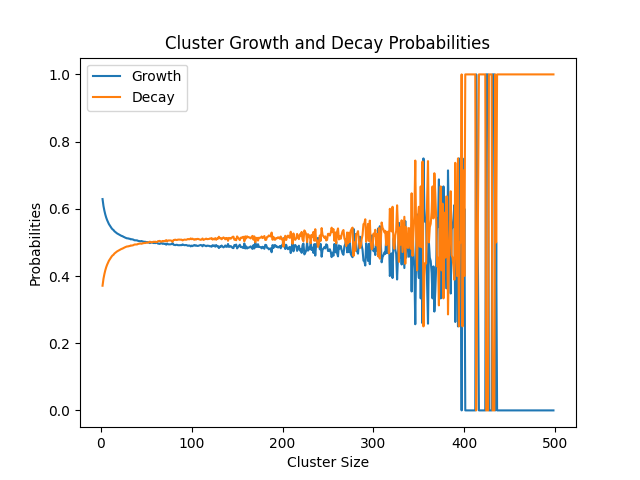 Cluster Growth and Decay Probabilities
Growth
Decay
Probabilities
1.0
0.8
0.6
0.4
0.2
0.0
0
100
200
300
400
500
Cluster Size